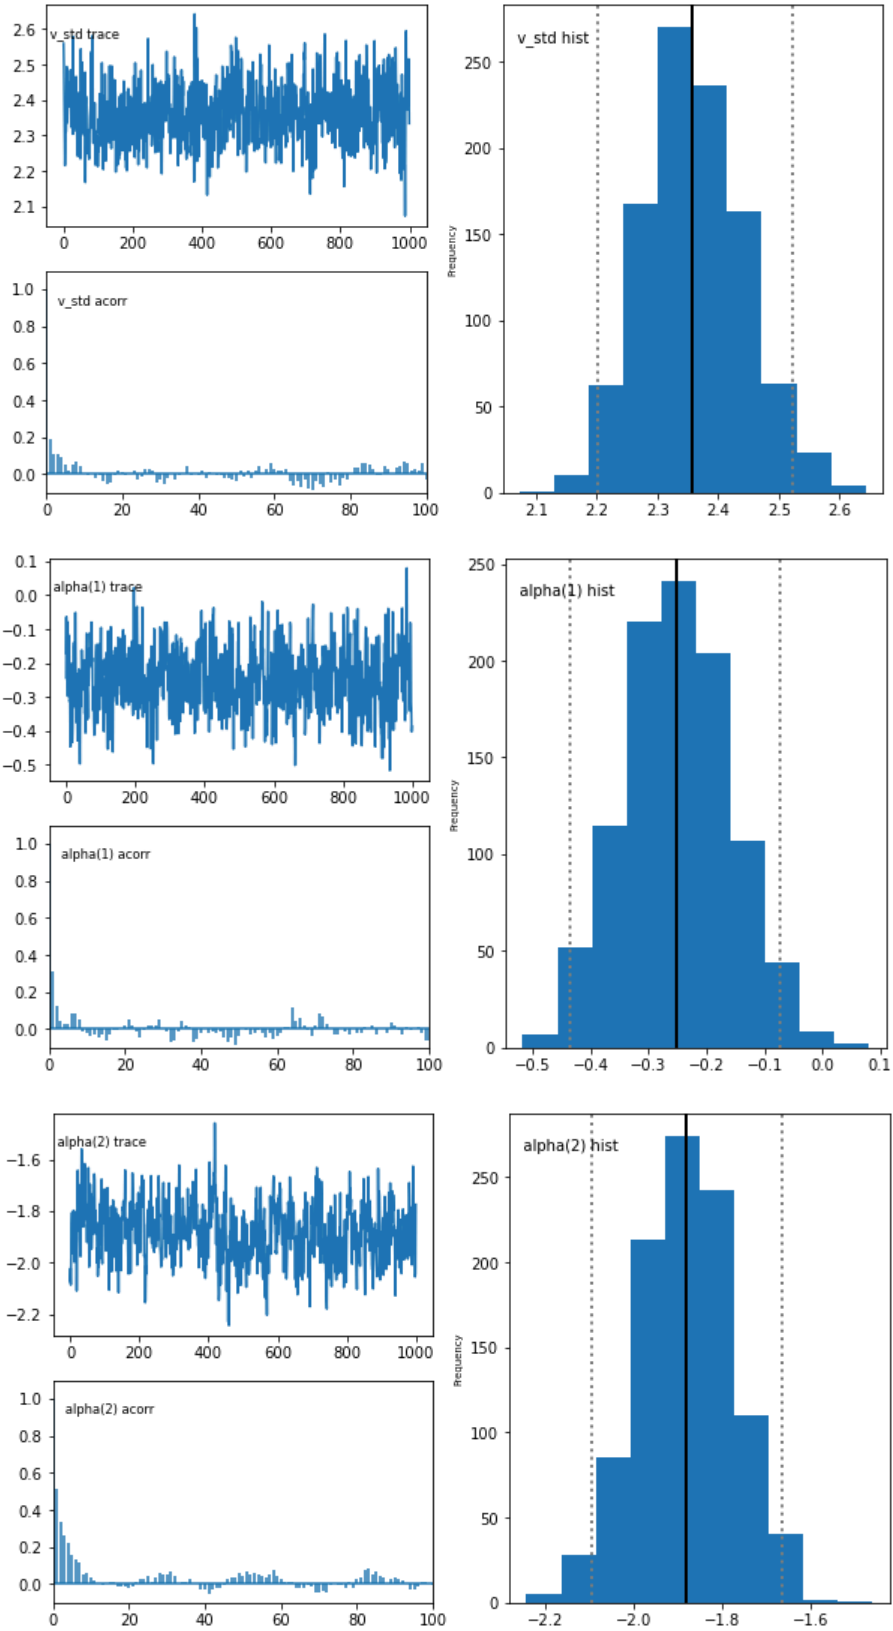 v_std trace
2.6
2.5
2.4
2.3
2.2
2.1
0 200 400 600 800 1000
v_std acorr
1.0
0.8
0.6
0.4
0.2
0.0
0 20 40 60 80 100
v_std hist
Frequency
250
200
150
100
50
0
2.1 2.2 2.3 2.4 2.5 2.6
alpha(1) trace
0.1
0.0
−0.1
−0.2
−0.3
−0.4
−0.5
0 200 400 600 800 1000
alpha(1) acorr
1.0
0.8
0.6
0.4
0.2
0.0
0 20 40 60 80 100
alpha(1) hist
Frequency
250
200
150
100
50
0
−0.5 −0.4 −0.3 −0.2 −0.1 0.0 0.1
alpha(2) trace
−1.6
−1.8
−2.0
−2.2
0 200 400 600 800 1000
alpha(2) acorr
1.0
0.8
0.6
0.4
0.2
0.0
0 20 40 60 80 100
alpha(2) hist
Frequency
250
200
150
100
50
0
−2.2 −2.0 −1.8 −1.6